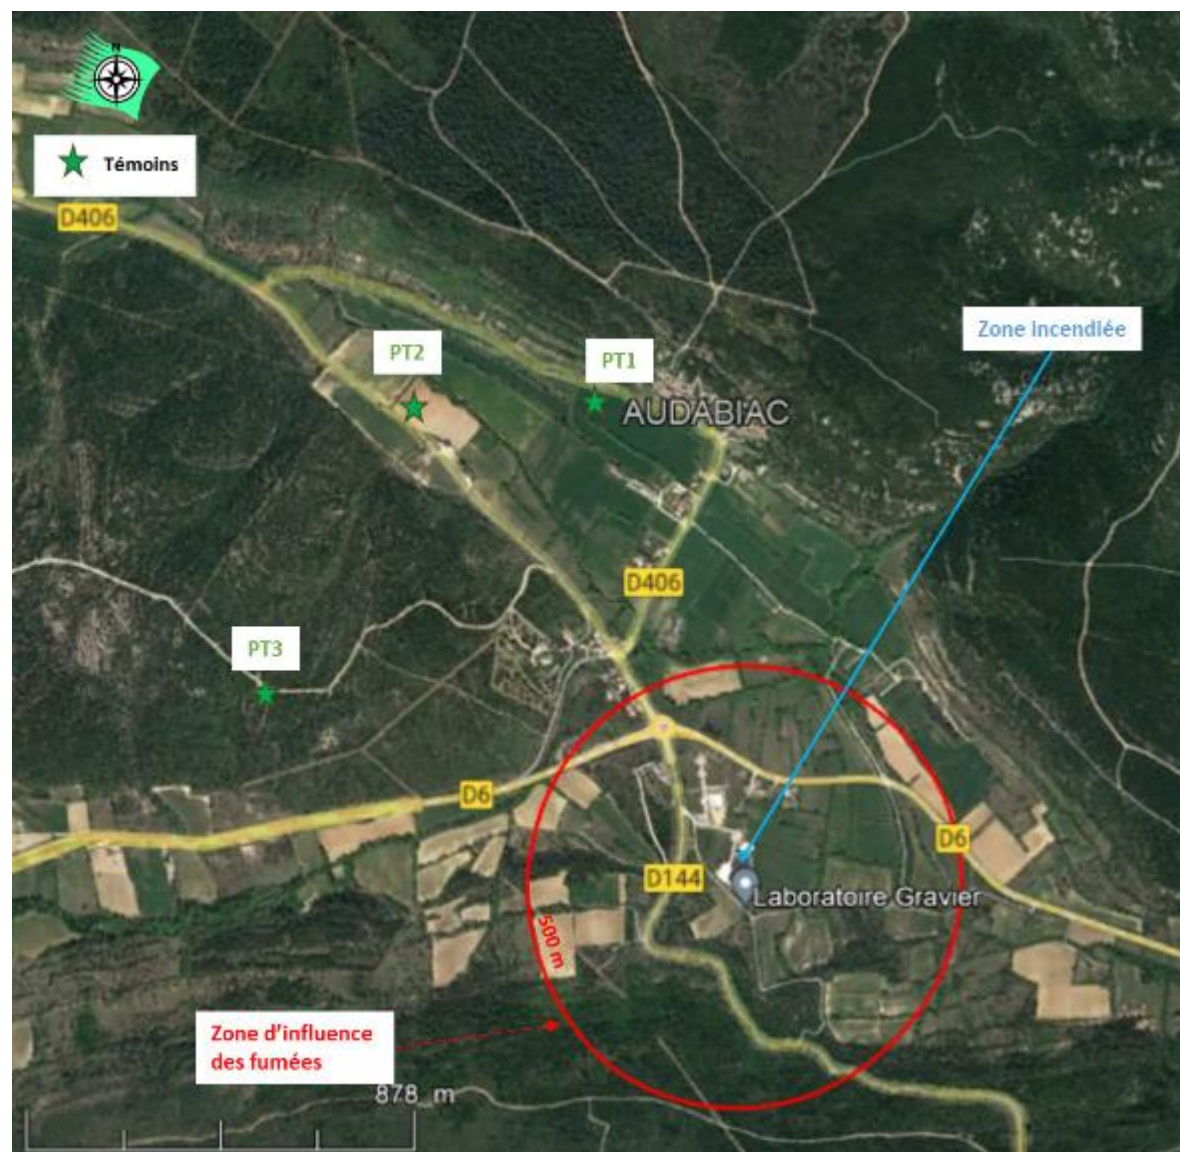 N
Témoins
D406
Zone incendiée
PT2
PT1
AUDABIAC
D406
PT3
D6
D6
D144
Laboratoire Gravier
500 m
Zone d'influence
des fumées
878 m